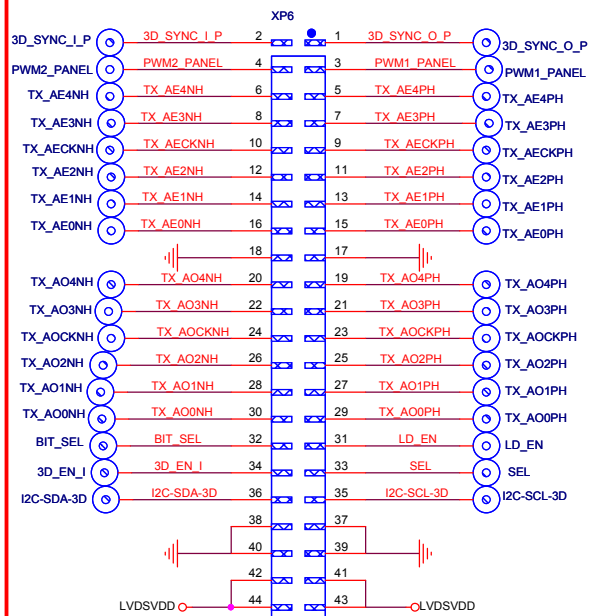 XP6
3D_SYNC_I_P 3D_SYNC_I_P 2 1 3D_SYNC_O_P 3D_SYNC_O_P
PWM2_PANEL PWM2_PANEL 4 3 PWM1_PANEL PWM1_PANEL
TX_AE4NH TX_AE4NH 6 5 TX_AE4PH TX_AE4PH
TX_AE3NH TX_AE3NH 8 7 TX_AE3PH TX_AE3PH
TX_AECKNH TX_AECKNH 10 9 TX_AECKPH TX_AECKPH
TX_AE2NH TX_AE2NH 12 11 TX_AE2PH TX_AE2PH
TX_AE1NH TX_AE1NH 14 13 TX_AE1PH TX_AE1PH
TX_AE0NH TX_AE0NH 16 15 TX_AE0PH TX_AE0PH
18 17
TX_AO4NH TX_AO4NH 20 19 TX_AO4PH TX_AO4PH
TX_AO3NH TX_AO3NH 22 21 TX_AO3PH TX_AO3PH
TX_AOCKNH TX_AOCKNH 24 23 TX_AOCKPH TX_AOCKPH
TX_AO2NH TX_AO2NH 26 25 TX_AO2PH TX_AO2PH
TX_AO1NH TX_AO1NH 28 27 TX_AO1PH TX_AO1PH
TX_AO0NH TX_AO0NH 30 29 TX_AO0PH TX_AO0PH
BIT_SEL BIT_SEL 32 31 LD_EN LD_EN
3D_EN_I 3D_EN_I 34 33 SEL SEL
I2C-SDA-3D I2C-SDA-3D 36 35 I2C-SCL-3D I2C-SCL-3D
38 37
40 39
42 41
LVDSVDD 44 43 LVDSVDD